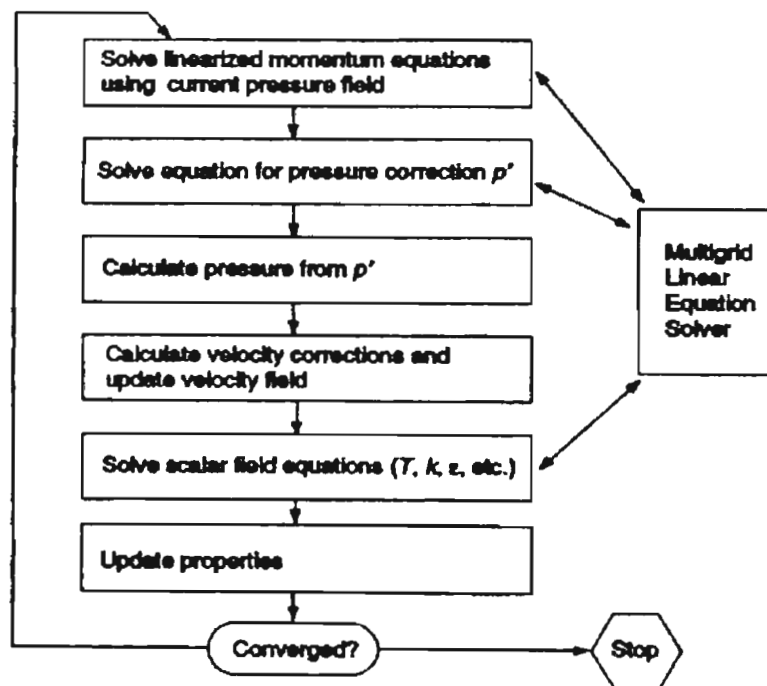 Solve linearized momentum equations
using current pressure field
Solve equation for pressure correction p'
Calculate pressure from p'
Calculate velocity corrections and
update velocity field
Solve scalar field equations (T, k, ε, etc.)
Update properties
Converged?
Stop
Multigrid
Linear
Equation
Solver